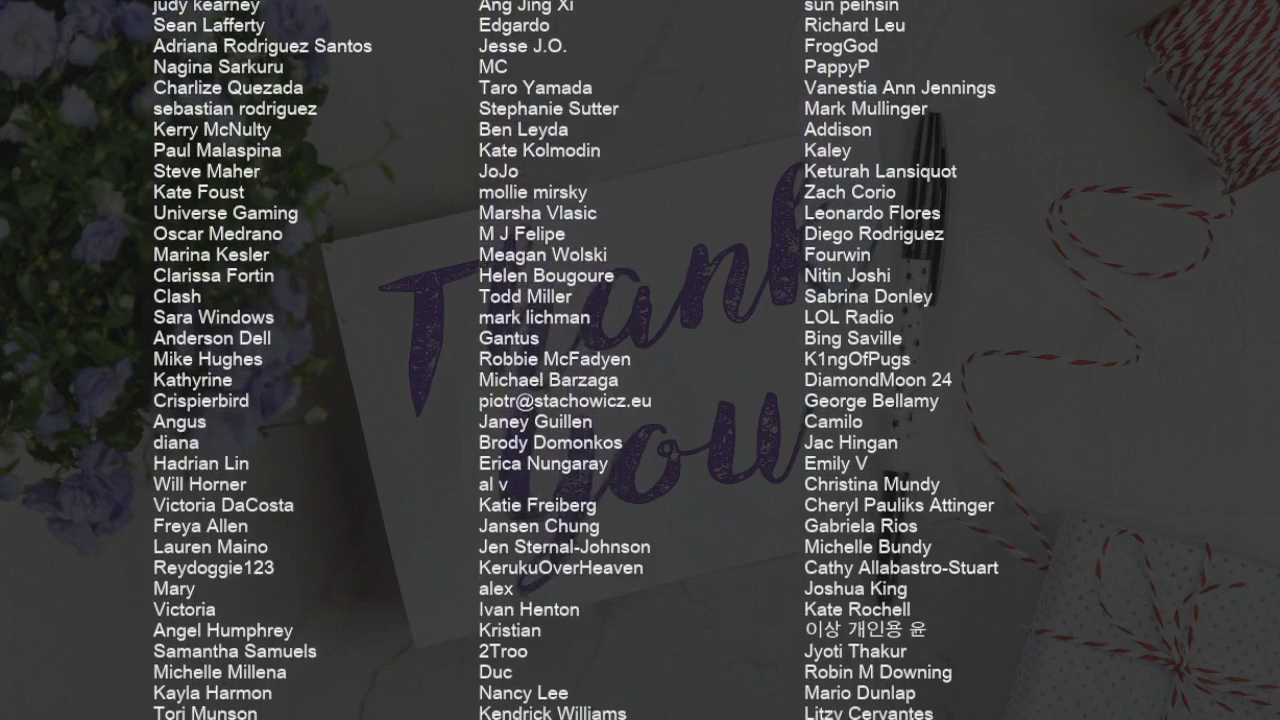 judy kearney
Sean Lafferty
Adriana Rodriguez Santos
Nagina Sarkuru
Charlize Quezada
sebastian rodriguez
Kerry McNulty
Paul Malaspina
Steve Maher
Kate Foust
Universe Gaming
Oscar Medrano
Marina Kesler
Clarissa Fortin
Clash
Sara Windows
Anderson Dell
Mike Hughes
Kathyrine
Crispierbird
Angus
diana
Hadrian Lin
Will Horner
Victoria DaCosta
Freya Allen
Lauren Maino
Reydoggie123
Mary
Victoria
Angel Humphrey
Samantha Samuels
Michelle Millena
Kayla Harmon
Tori Munson
Ang Jing Xi
Edgardo
Jesse J.O.
MC
Taro Yamada
Stephanie Sutter
Ben Leyda
Kate Kolmodin
JoJo
mollie mirsky
Marsha Vlasic
M J Felipe
Meagan Wolski
Helen Bougoure
Todd Miller
mark lichman
Gantus
Robbie McFadyen
Michael Barzaga
piotr@stachowicz.eu
Janey Guillen
Brody Domonkos
Erica Nungaray
al v
Katie Freiberg
Jansen Chung
Jen Sternal-Johnson
KerukuOverHeaven
alex
Ivan Henton
Kristian
2Troo
Duc
Nancy Lee
Kendrick Williams
sun peihsin
Richard Leu
FrogGod
PappyP
Vanestia Ann Jennings
Mark Mullinger
Addison
Kaley
Keturah Lansiquot
Zach Corio
Leonardo Flores
Diego Rodriguez
Fourwin
Nitin Joshi
Sabrina Donley
LOL Radio
Bing Saville
K1ngOfPugs
DiamondMoon 24
George Bellamy
Camilo
Jac Hingan
Emily V
Christina Mundy
Cheryl Pauliks Attinger
Gabriela Rios
Michelle Bundy
Cathy Allabastro-Stuart
Joshua King
Kate Rochell
이상 개인용 윤
Jyoti Thakur
Robin M Downing
Mario Dunlap
Litzy Cervantes
Thank
you